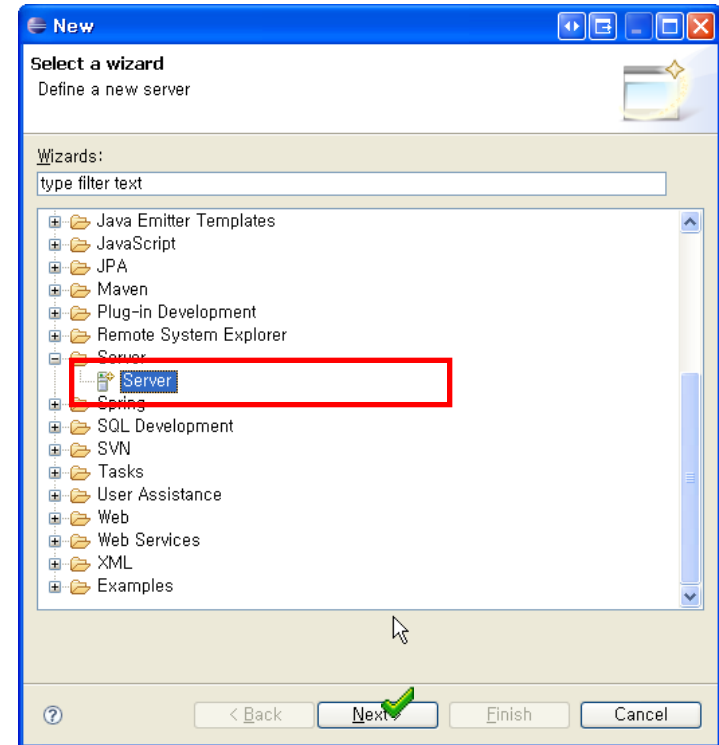 New
Select a wizard
Define a new server
Wizards:
type filter text
Java Emitter Templates
JavaScript
JPA
Maven
Plug-in Development
Remote System Explorer
Server
Server
Spring
SQL Development
SVN
Tasks
User Assistance
Web
Web Services
XML
Examples
< Back Next > Finish Cancel